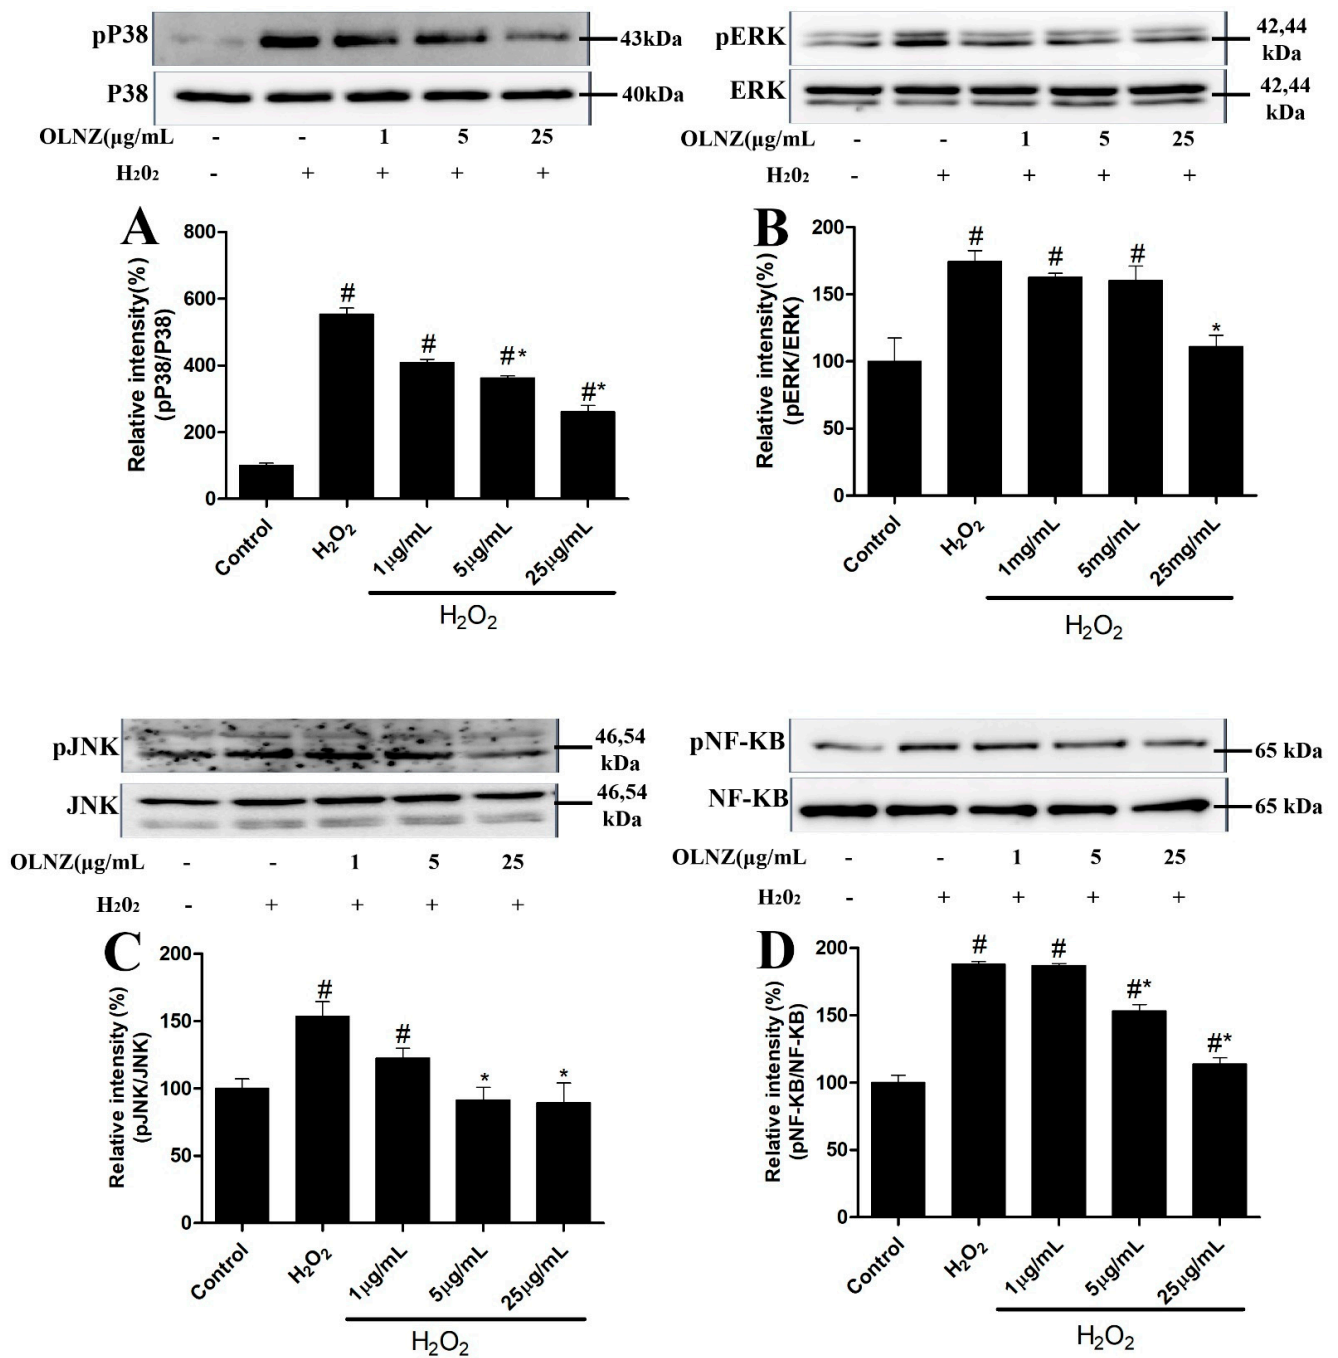 pP38
43kDa
P38
40kDa
OLNZ(μg/mL - - 1 5 25
H₂0₂ - + + + +
pERK
42,44
kDa
ERK
42,44
kDa
OLNZ(μg/mL - - 1 5 25
H₂0₂ - + + + +
A
Relative intensity(%)
(pP38/P38)
800
600
400
200
0
# # #* #*
Control H₂O₂ 1μg/mL 5μg/mL 25μg/mL
H₂O₂
B
Relative intensity(%)
(pERK/ERK)
200
150
100
50
0
# # # *
Control H₂O₂ 1mg/mL 5mg/mL 25mg/mL
H₂O₂
pJNK
46,54
kDa
JNK
46,54
kDa
OLNZ(μg/mL - - 1 5 25
H₂0₂ - + + + +
pNF-KB
65 kDa
NF-KB
65 kDa
OLNZ(μg/mL - - 1 5 25
H₂0₂ - + + + +
C
Relative intensity (%)
(pJNK/JNK)
200
150
100
50
0
# # * *
Control H₂O₂ 1μg/mL 5μg/mL 25μg/mL
H₂O₂
D
Relative intensity (%)
(pNF-KB/NF-KB)
200
150
100
50
0
# # #* #*
Control H₂O₂ 1μg/mL 5μg/mL 25μg/mL
H₂O₂